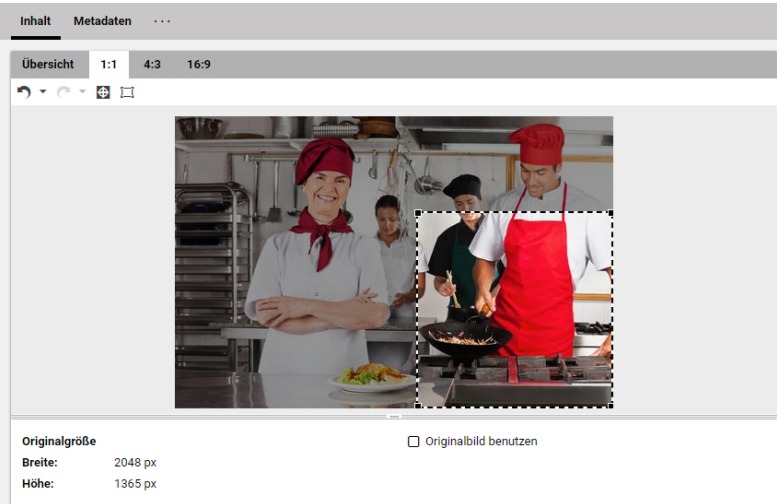 Inhalt Metadaten ...
Übersicht 1:1 4:3 16:9
Originalgröße
Originalbild benutzen
Breite: 2048 px
Höhe: 1365 px